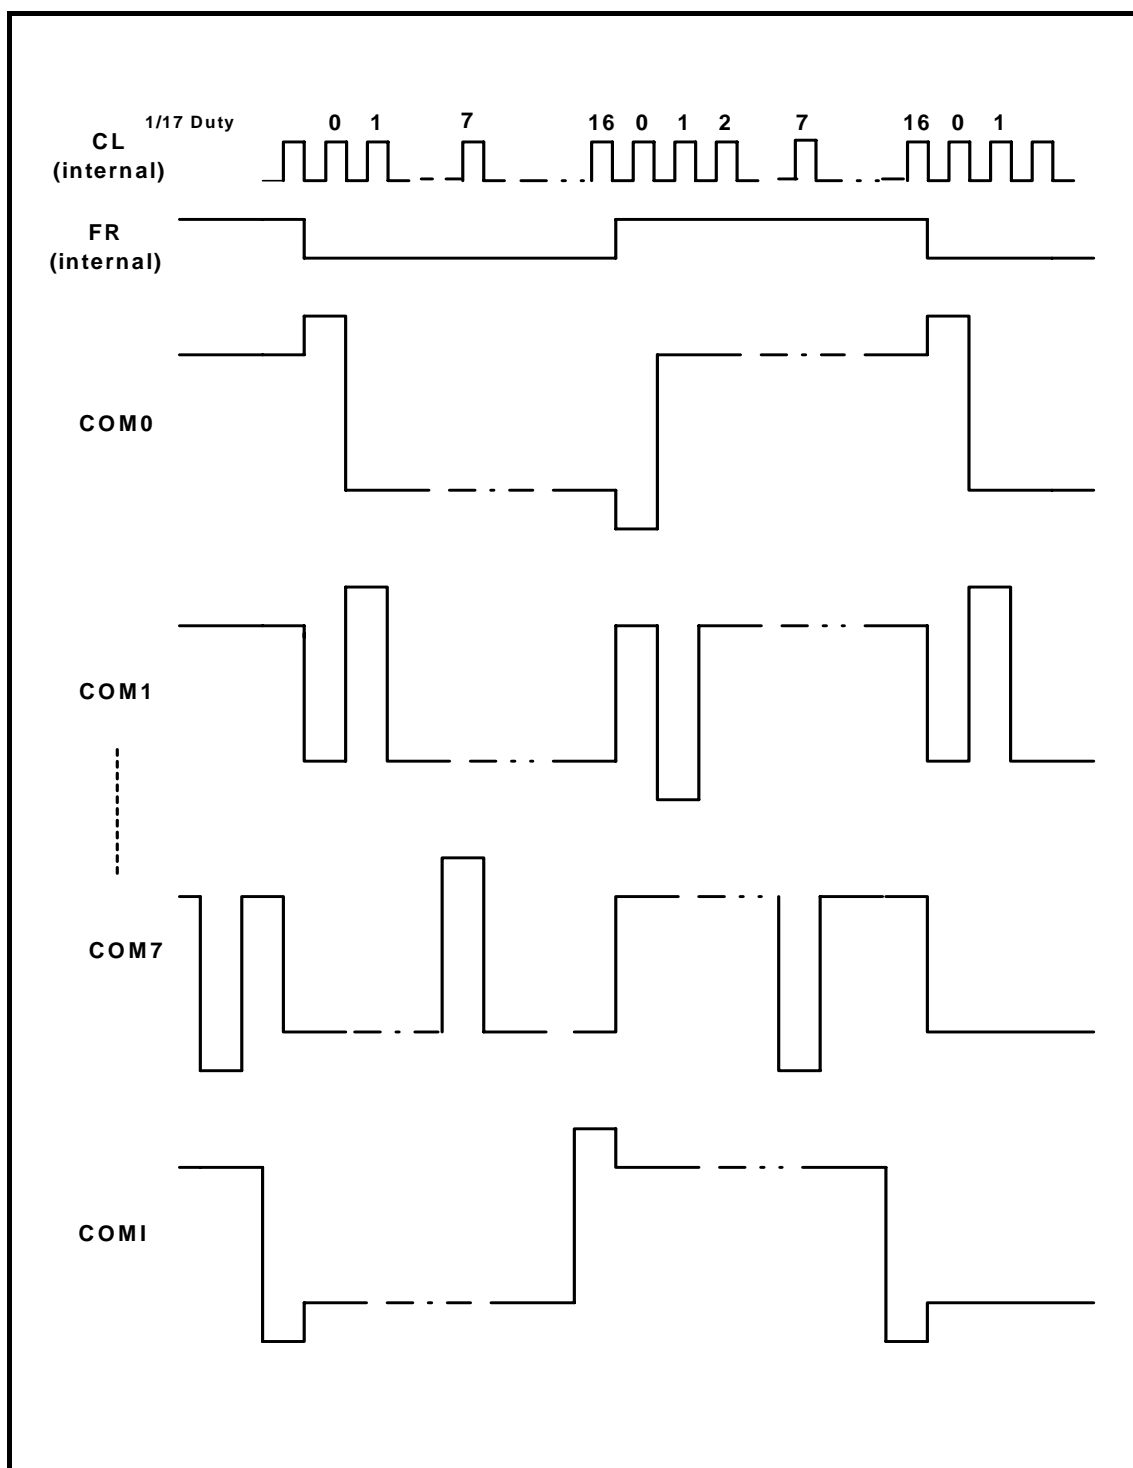 1/17 Duty
0 1 7 16 0 1 2 7 16 0 1
CL
(internal)
FR
(internal)
COM0
COM1
COM7
COMI